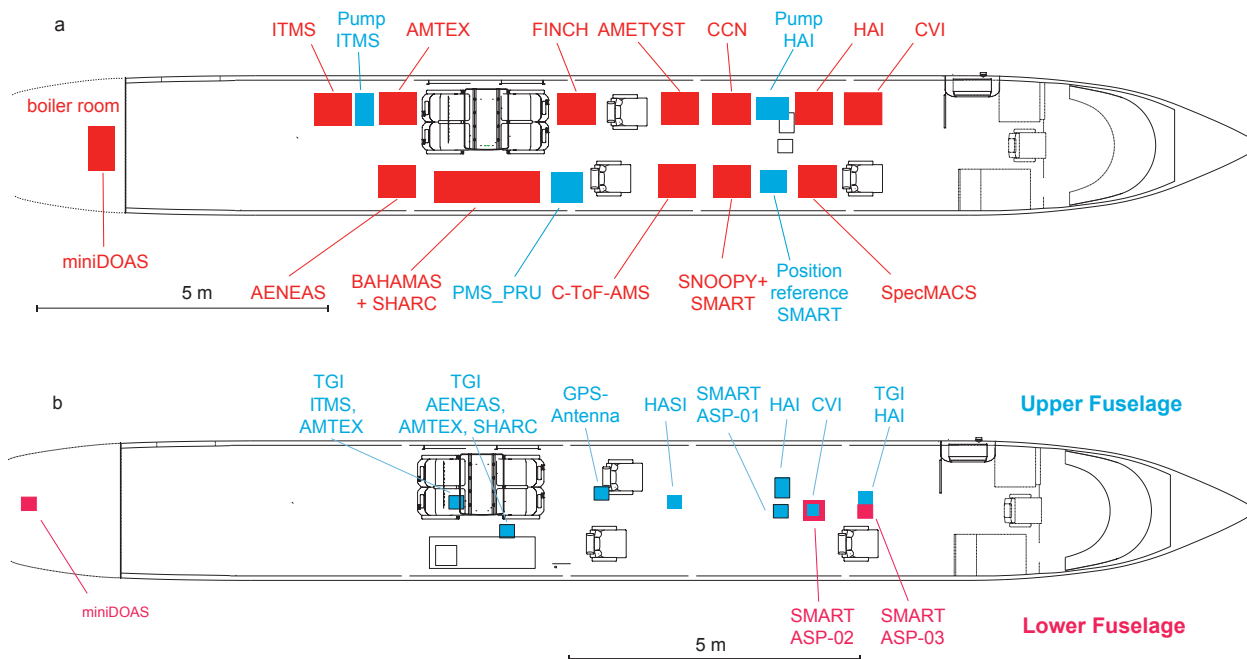 a
ITMS
Pump
ITMS
AMTEX
FINCH
AMETYST
CCN
Pump
HAI
HAI
CVI
boiler room
miniDOAS
5 m
AENEAS
BAHAMAS
+ SHARC
PMS_PRU
C-ToF-AMS
SNOOPY+
SMART
Position
reference
SMART
SpecMACS
b
TGI
ITMS,
AMTEX
TGI
AENEAS,
AMTEX, SHARC
GPS-
Antenna
HASI
SMART
ASP-01
HAI
CVI
TGI
HAI
Upper Fuselage
miniDOAS
SMART
ASP-02
SMART
ASP-03
Lower Fuselage
5 m